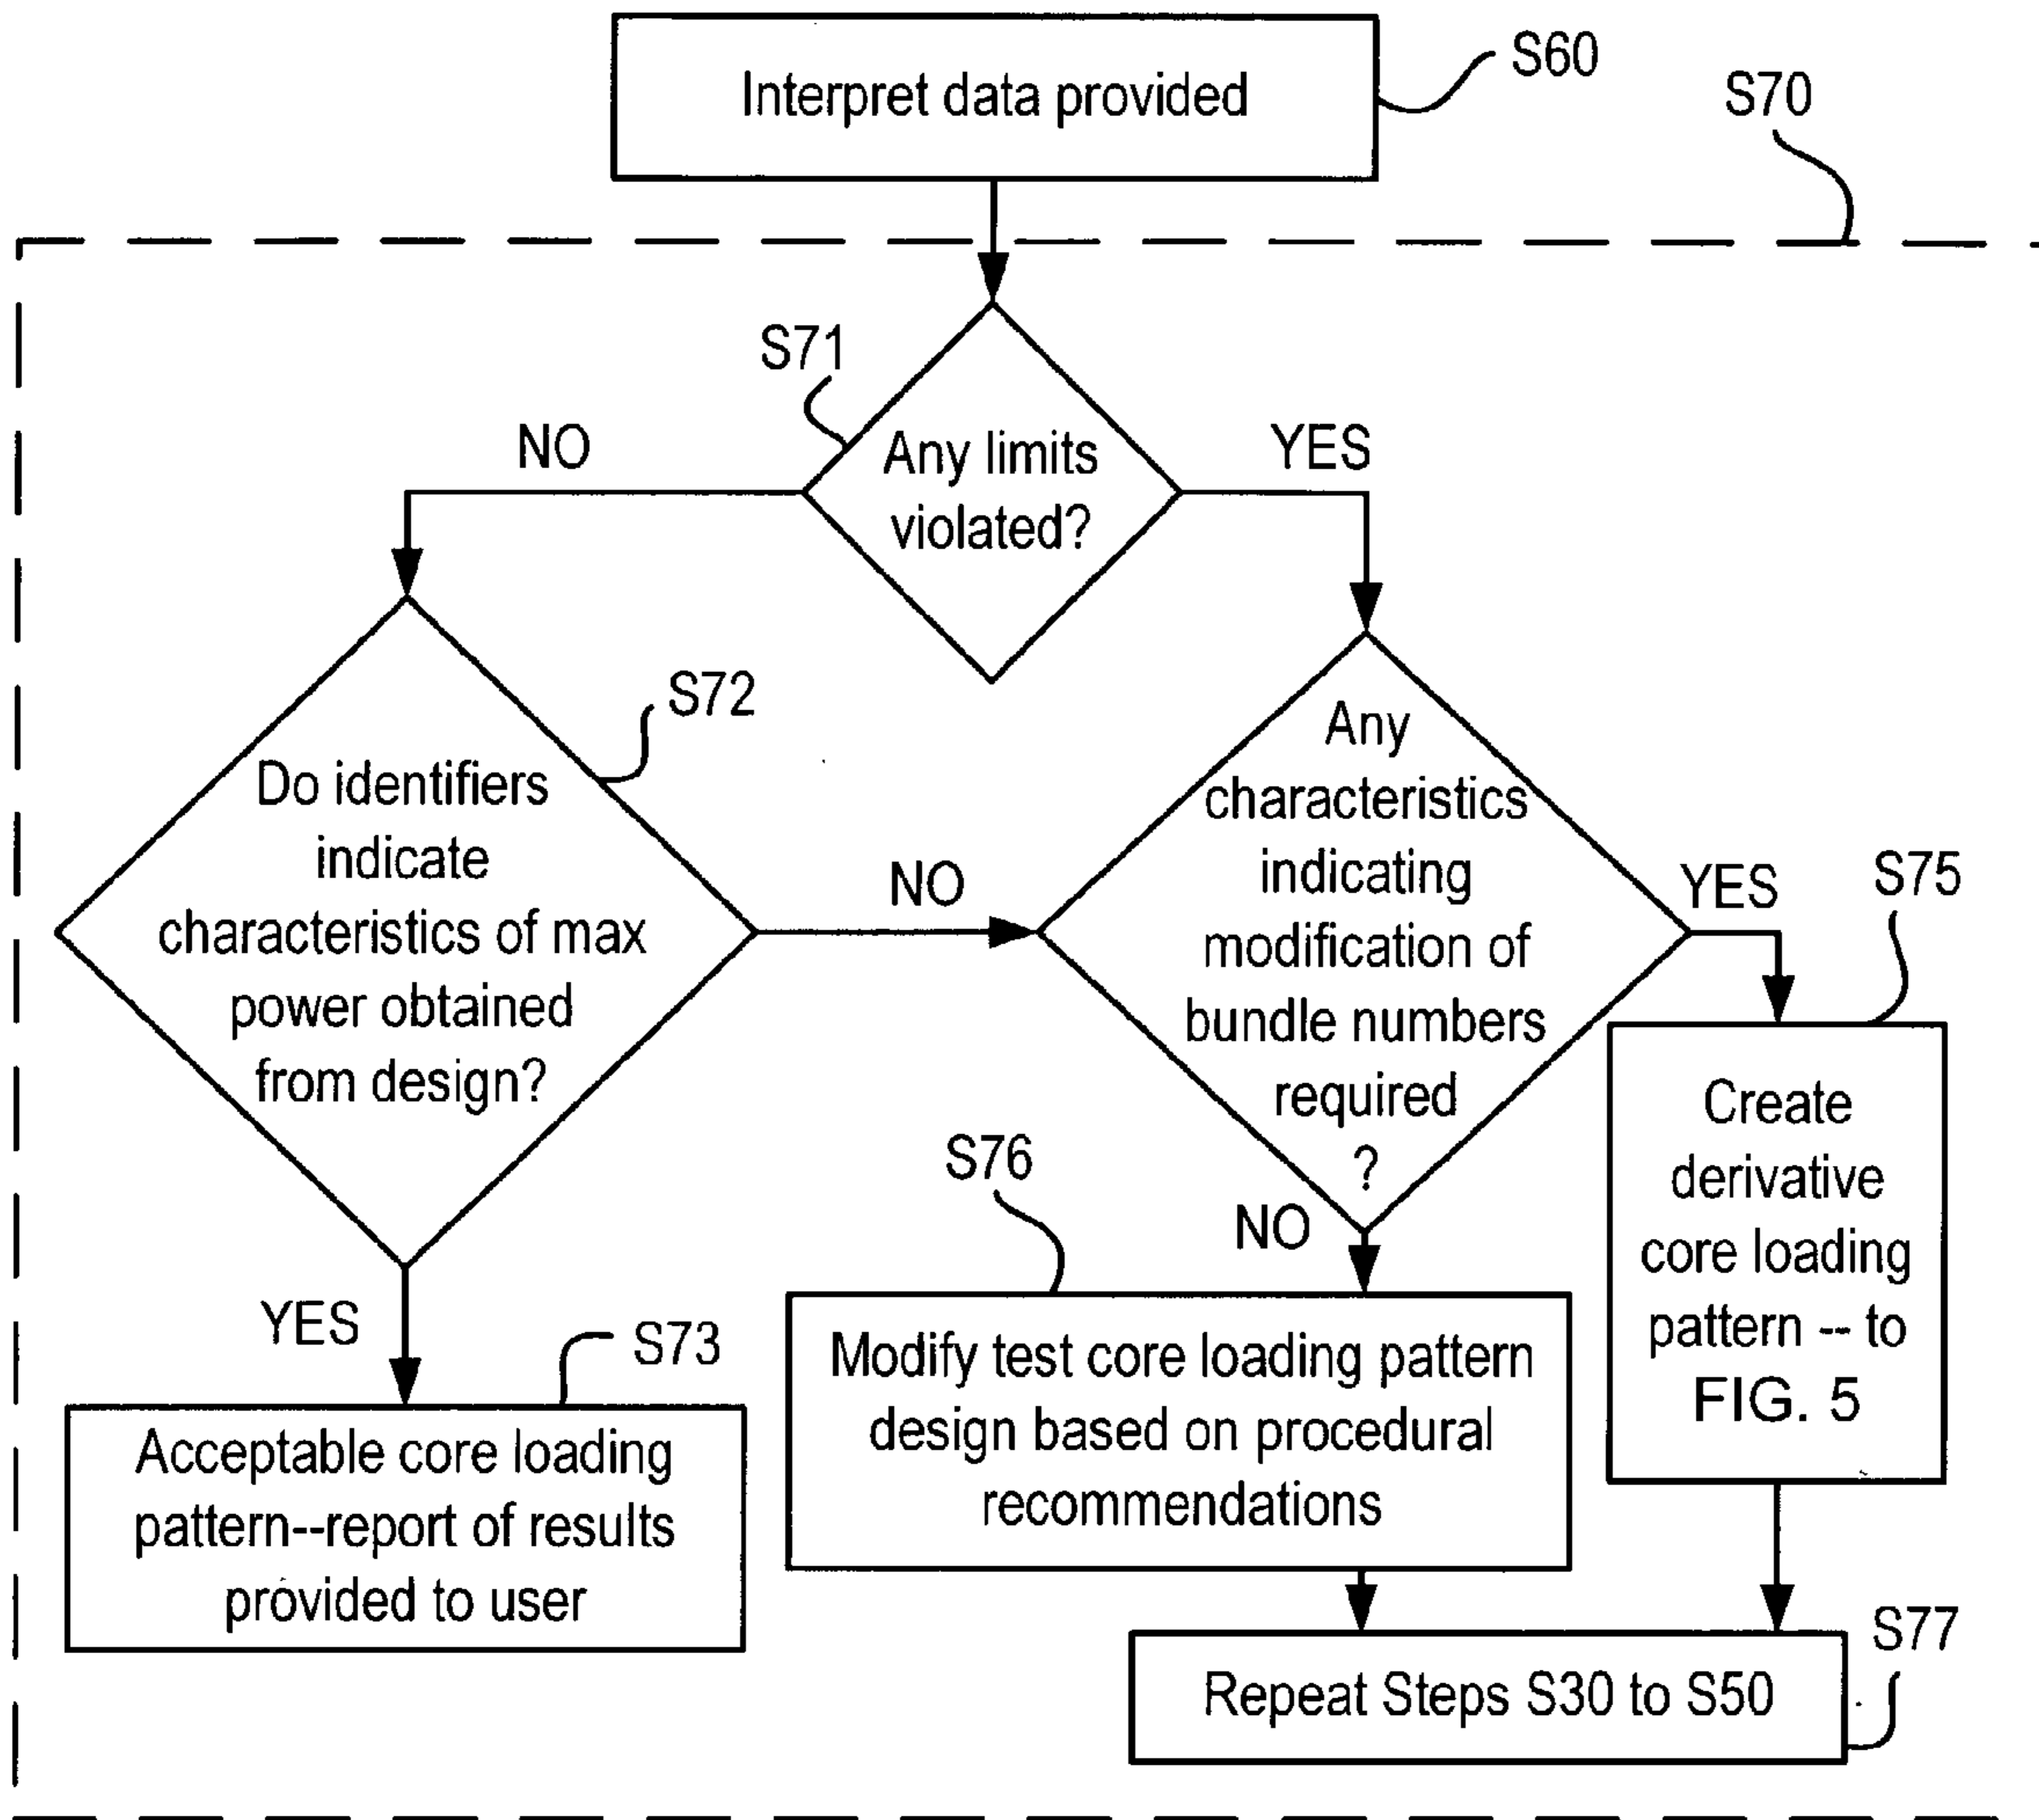 Interpret data provided
S60
S70
S71
Any limits
violated?
NO
YES
S72
Do identifiers
indicate
characteristics of max
power obtained
from design?
NO
Any
characteristics
indicating
modification of
bundle numbers
required
?
YES
S75
Create
derivative
core loading
pattern -- to
FIG. 5
YES
S73
Acceptable core loading
pattern--report of results
provided to user
NO
S76
Modify test core loading pattern
design based on procedural
recommendations
S77
Repeat Steps S30 to S50